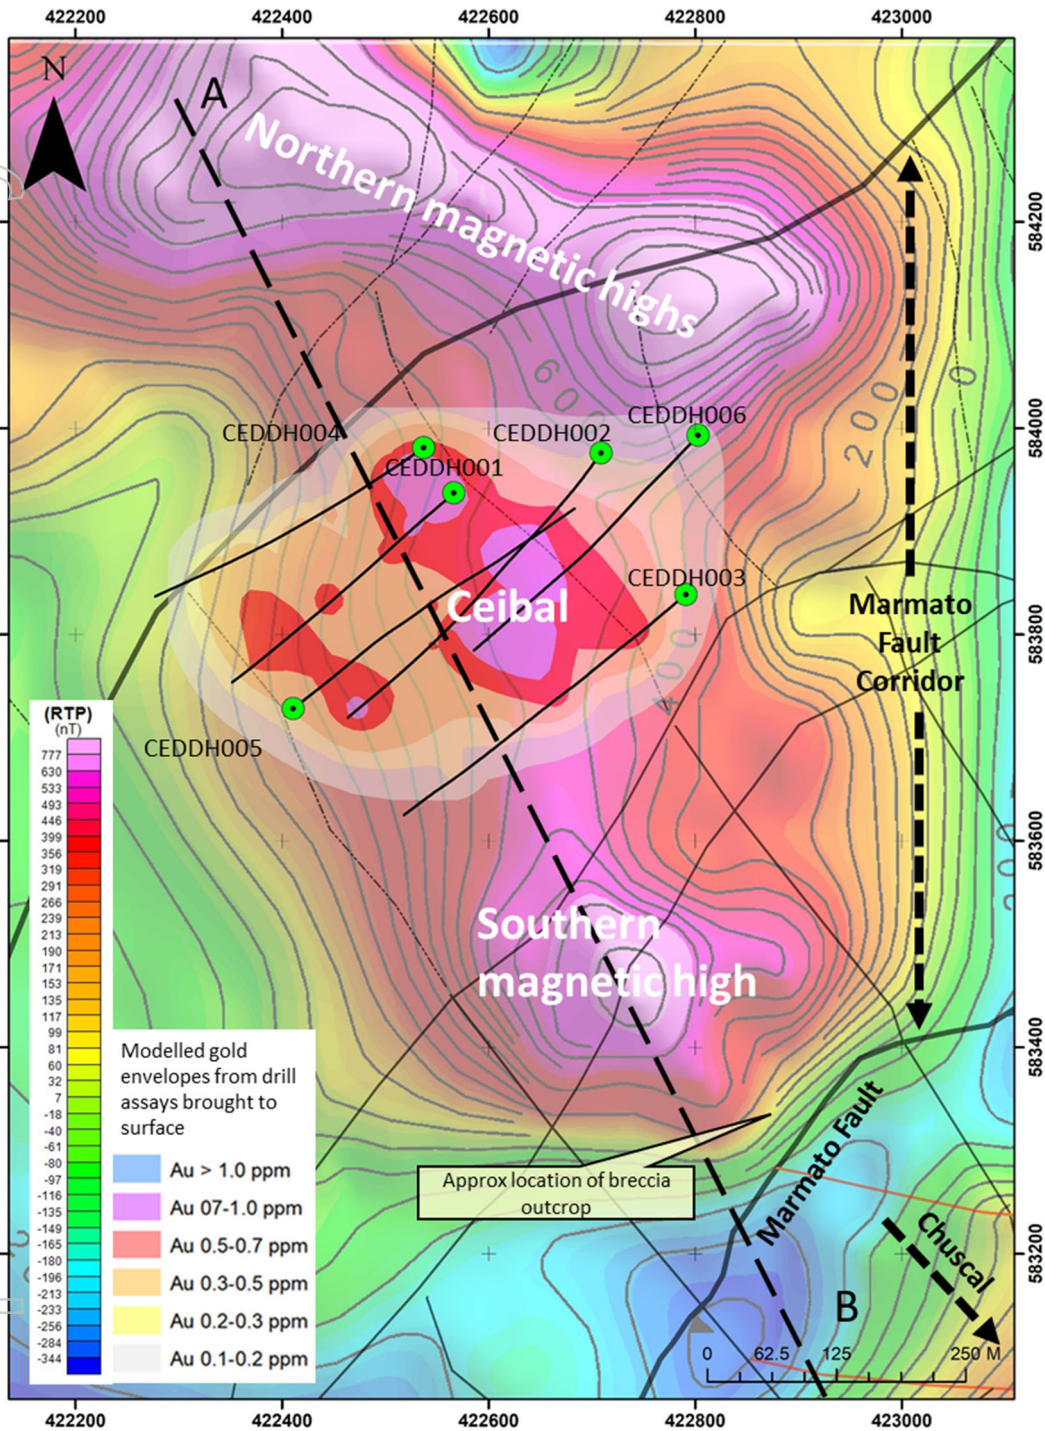 422200 422400 422600 422800 423000
N
A
Northern magnetic highs
584200
600
200
0
CEDDH006
CEDDH004
CEDDH002
584000
CEDDH001
CEDDH003
Ceibal
Marmato
Fault
Corridor
583800
400
CEDDH005
(RTP)
(nT)
777
630
533
493
446
399
356
319
291
266
239
213
190
171
153
135
117
99
81
60
32
7
-18
-40
-61
-80
-97
-116
-135
-149
-165
-180
-196
-213
-233
-256
-284
-344
583600
Southern
magnetic high
583400
Modelled gold
envelopes from drill
assays brought to
surface
Au > 1.0 ppm
Au 07-1.0 ppm
Au 0.5-0.7 ppm
Au 0.3-0.5 ppm
Au 0.2-0.3 ppm
Au 0.1-0.2 ppm
Approx location of breccia
outcrop
Marmato Fault
Chuscal
583200
B
0 62.5 125 250 M
422200 422400 422600 422800 423000